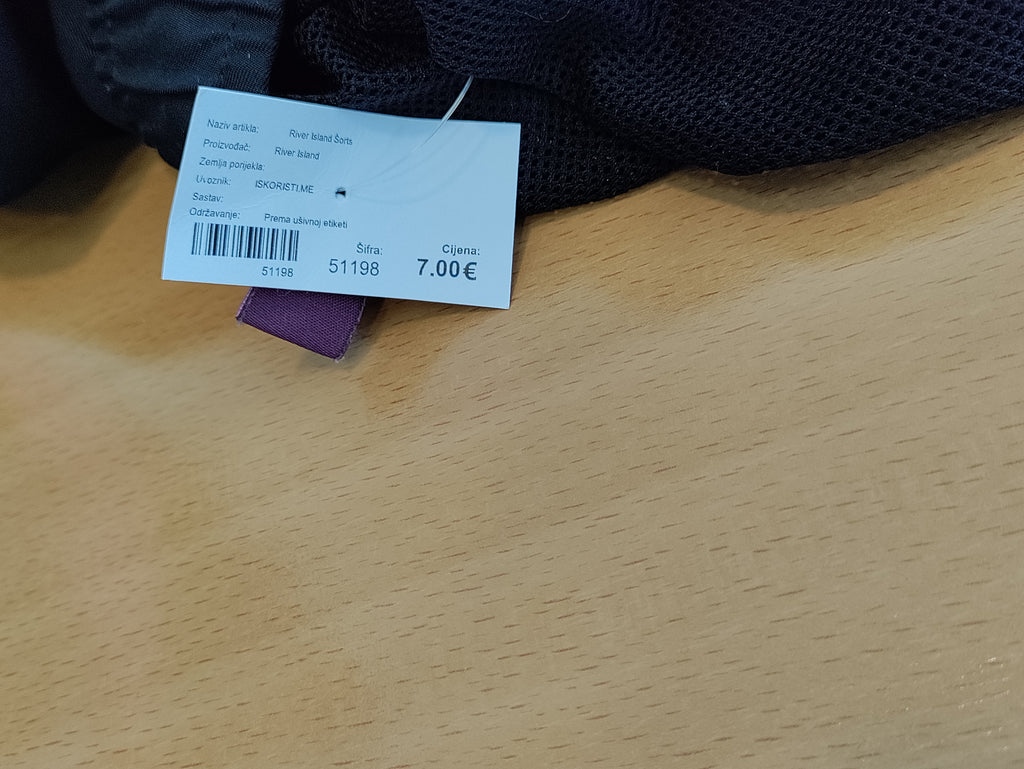 Naziv artikla: River Island Šorts
Proizvođač: River Island
Zemlja porijekla:
Uvoznik: ISKORISTI.ME
Sastav:
Održavanje: Prema ušivnoj etiketi
51198
Šifra:
51198
Cijena:
7.00€